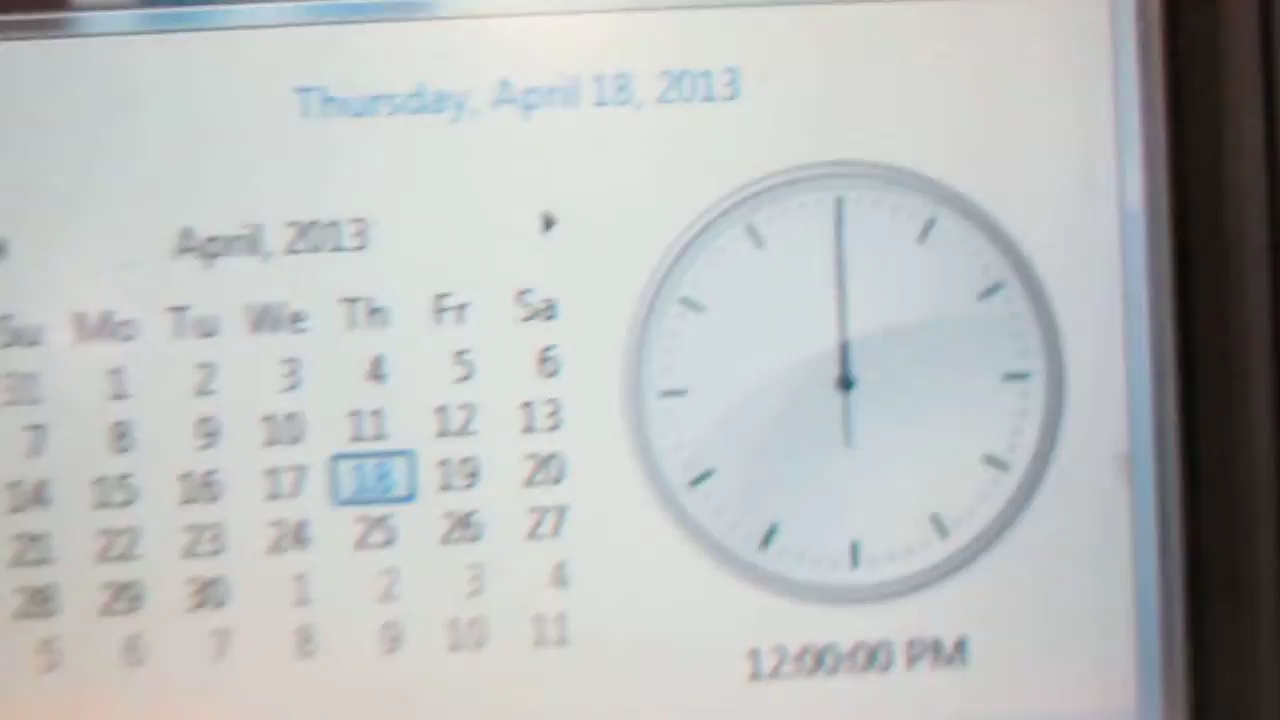 Thursday, April 18, 2013
April, 2013
Su Mo Tu We Th Fr Sa
31 1 2 3 4 5 6
7 8 9 10 11 12 13
14 15 16 17 18 19 20
21 22 23 24 25 26 27
28 29 30 1 2 3 4
5 6 7 8 9 10 11
12:00:00 PM